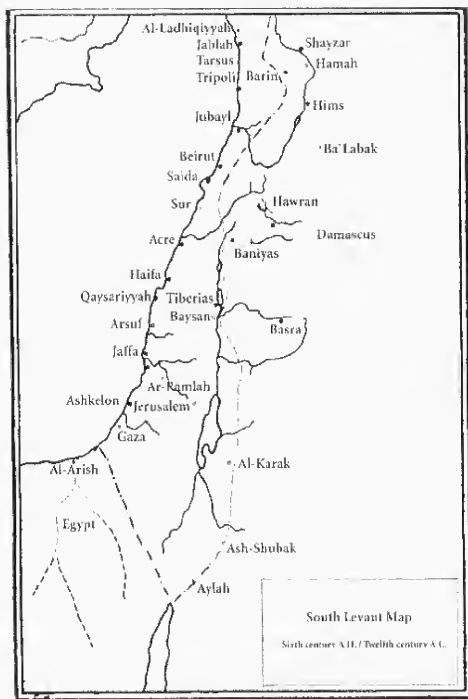 Al-Ladhiqiyyah
Jablah
Tarsus
Tripoli
Shayzar
Hamah
Barin
Hims
Jubayl
Ba`Labak
Beirut
Saida
Sur
Hawran
Damascus
Acre
Baniyas
Haifa
Qaysariyyah
Tiberias
Baysan
Arsuf
Basra
Jaffa
Ar-Ramlah
Ashkelon
Jerusalem
Gaza
Al-Karak
Al-Arish
Egypt
Ash-Shubak
Aylah
South Levant Map
Sixth century A.H. / Twelfth century A.C.